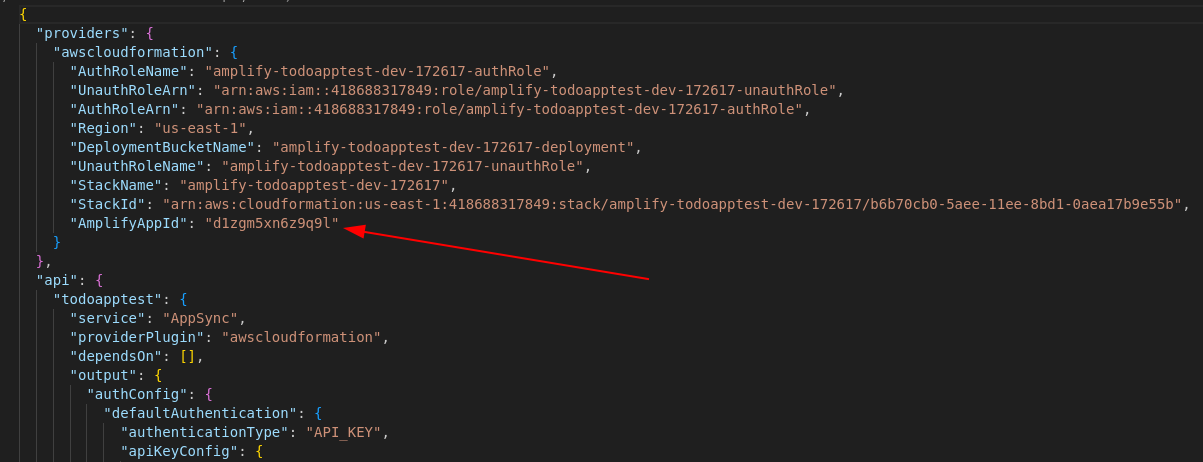 {
"providers": {
"awscloudformation": {
"AuthRoleName": "amplify-todoapptest-dev-172617-authRole",
"UnauthRoleArn": "arn:aws:iam::418688317849:role/amplify-todoapptest-dev-172617-unauthRole",
"AuthRoleArn": "arn:aws:iam::418688317849:role/amplify-todoapptest-dev-172617-authRole",
"Region": "us-east-1",
"DeploymentBucketName": "amplify-todoapptest-dev-172617-deployment",
"UnauthRoleName": "amplify-todoapptest-dev-172617-unauthRole",
"StackName": "amplify-todoapptest-dev-172617",
"StackId": "arn:aws:cloudformation:us-east-1:418688317849:stack/amplify-todoapptest-dev-172617/b6b70cb0-5aee-11ee-8bd1-0aea17b9e55b",
"AmplifyAppId": "d1zgm5xn6z9q9l"
}
},
"api": {
"todoapptest": {
"service": "AppSync",
"providerPlugin": "awscloudformation",
"dependsOn": [],
"output": {
"authConfig": {
"defaultAuthentication": {
"authenticationType": "API_KEY",
"apiKeyConfig": {